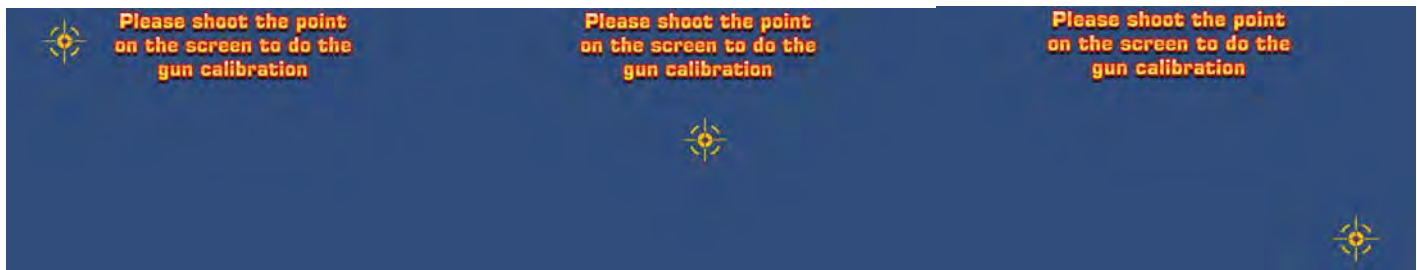 Please shoot the point
on the screen to do the
gun calibration
Please shoot the point
on the screen to do the
gun calibration
Please shoot the point
on the screen to do the
gun calibration